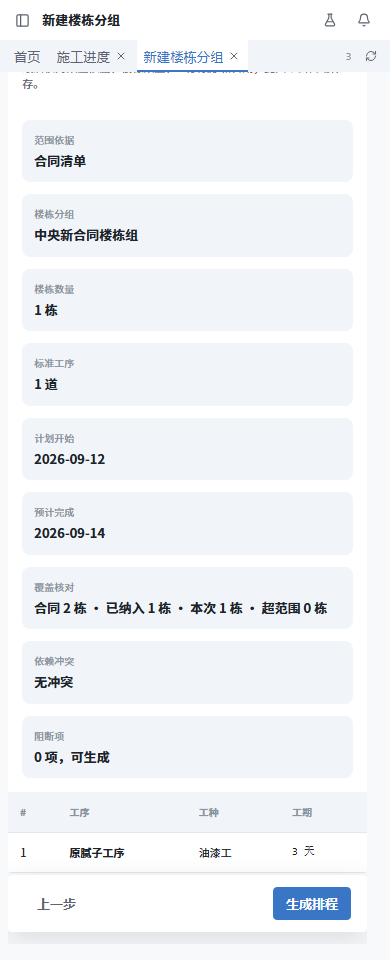 新建楼栋分组
首页 施工进度 × 新建楼栋分组 × 3
存。
范围依据
合同清单
楼栋分组
中央新合同楼栋组
楼栋数量
1 栋
标准工序
1 道
计划开始
2026-09-12
预计完成
2026-09-14
覆盖核对
合同 2 栋 · 已纳入 1 栋 · 本次 1 栋 · 超范围 0 栋
依赖冲突
无冲突
阻断项
0 项，可生成
# 工序 工种 工期
1 原腻子工序 油漆工 3 天
上一步 生成排程